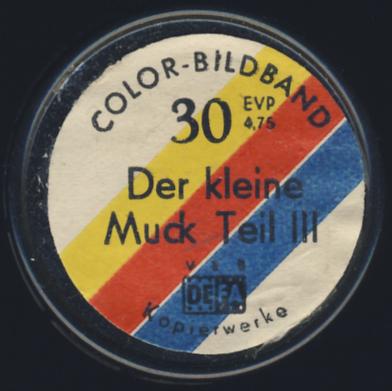 COLOR-BILDBAND
30 EVP
4,75
Der kleine
Muck Teil III
VEB
DEFA
Kopierwerke